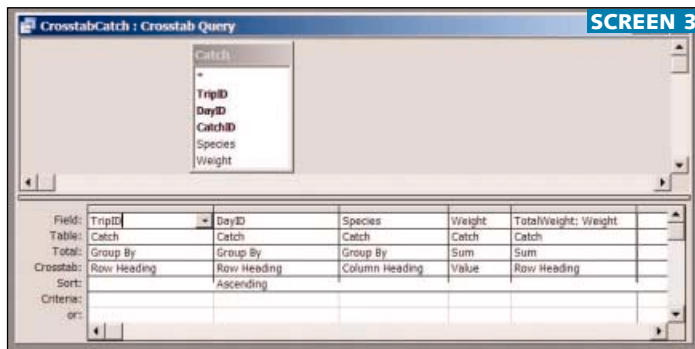 CrosstabCatch : Crosstab Query
SCREEN 3
Catch
*
TripID
DayID
CatchID
Species
Weight
Field: TripID DayID Species Weight TotalWeight: Weight
Table: Catch Catch Catch Catch Catch
Total: Group By Group By Group By Sum Sum
Crosstab: Row Heading Row Heading Column Heading Value Row Heading
Sort: Ascending
Criteria:
or: